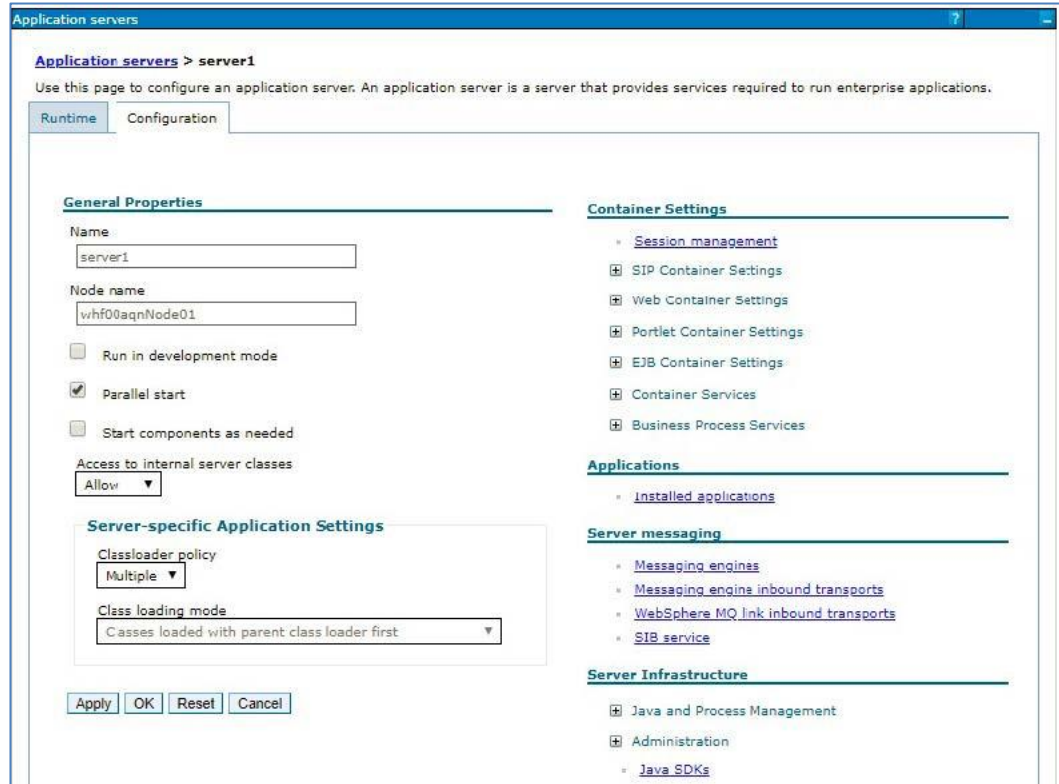 Application servers
?
Application servers > server1
Use this page to configure an application server. An application server is a server that provides services required to run enterprise applications.
Runtime
Configuration
General Properties
Name
server1
Node name
whf00aqnNode01
Run in development mode
Parallel start
Start components as needed
Access to internal server classes
Allow
Server-specific Application Settings
Classloader policy
Multiple
Class loading mode
Classes loaded with parent class loader first
Apply
OK
Reset
Cancel
Container Settings
Session management
SIP Container Settings
Web Container Settings
Portlet Container Settings
EJB Container Settings
Container Services
Business Process Services
Applications
Installed applications
Server messaging
Messaging engines
Messaging engine inbound transports
WebSphere MQ link inbound transports
SIB service
Server Infrastructure
Java and Process Management
Administration
Java SDKs